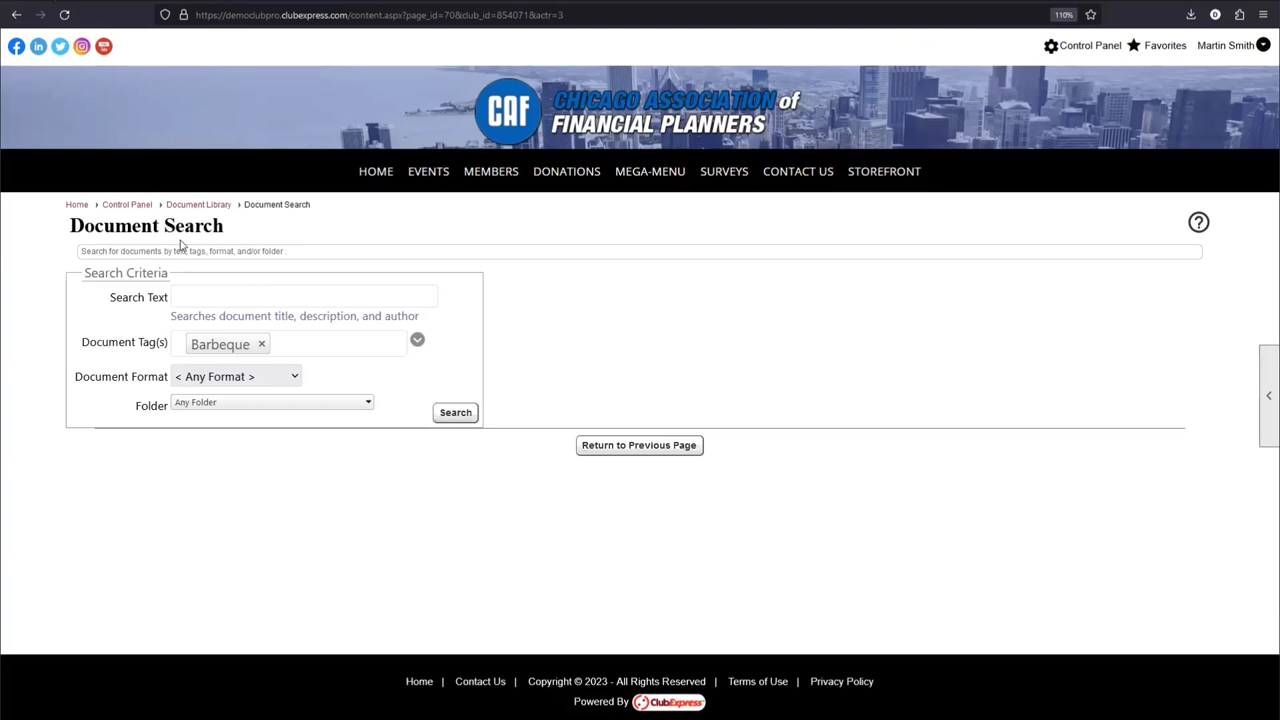 https://democlubpro.clubexpress.com/content.aspx?page_id=70&club_id=854071&actr=3
110%
Control Panel
Favorites
Martin Smith
CAF
CHICAGO ASSOCIATION of
FINANCIAL PLANNERS
HOME EVENTS MEMBERS DONATIONS MEGA-MENU SURVEYS CONTACT US STOREFRONT
Home › Control Panel › Document Library › Document Search
Document Search
Search for documents by text, tags, format, and/or folder .
Search Criteria
Search Text
Searches document title, description, and author
Document Tag(s) Barbeque ×
Document Format < Any Format >
Folder Any Folder
Search
Return to Previous Page
Home | Contact Us | Copyright © 2023 - All Rights Reserved | Terms of Use | Privacy Policy
Powered By ClubExpress